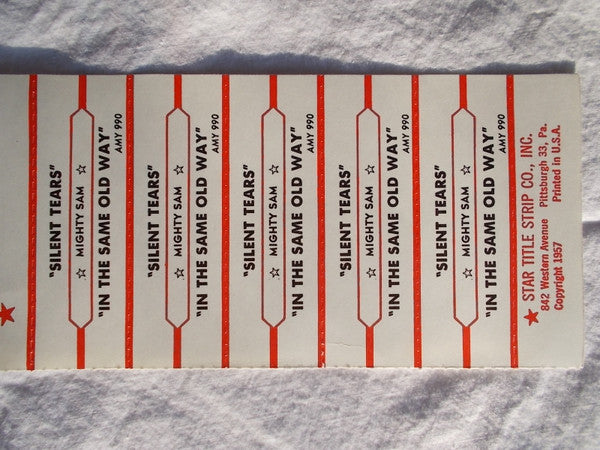 "SILENT TEARS"
☆ MIGHTY SAM ☆
"IN THE SAME OLD WAY"
AMY 990
"SILENT TEARS"
☆ MIGHTY SAM ☆
"IN THE SAME OLD WAY"
AMY 990
"SILENT TEARS"
☆ MIGHTY SAM ☆
"IN THE SAME OLD WAY"
AMY 990
"SILENT TEARS"
☆ MIGHTY SAM ☆
"IN THE SAME OLD WAY"
AMY 990
"SILENT TEARS"
☆ MIGHTY SAM ☆
"IN THE SAME OLD WAY"
AMY 990
★ STAR TITLE STRIP CO., INC.
842 Western Avenue Pittsburgh 33, Pa.
Copyright 1957 Printed in U.S.A.